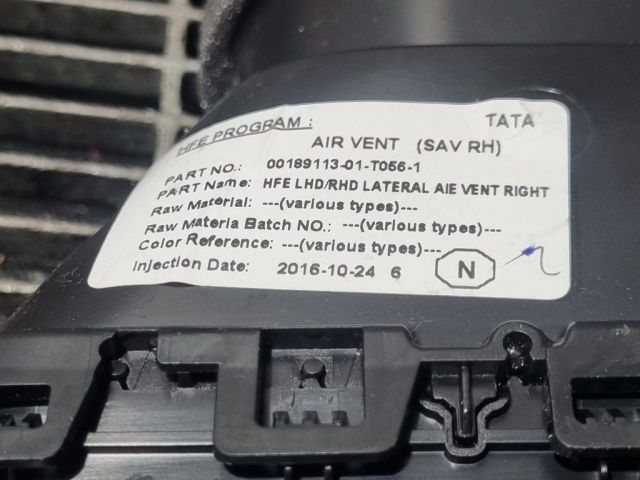 HFE PROGRAM : TATA
AIR VENT (SAV RH)
PART NO.: 00189113-01-T056-1
PART Name: HFE LHD/RHD LATERAL AIE VENT RIGHT
Raw Material: ---(various types)---
Raw Materia Batch NO.: ---(various types)---
Color Reference: ---(various types)---
Injection Date: 2016-10-24 6 N